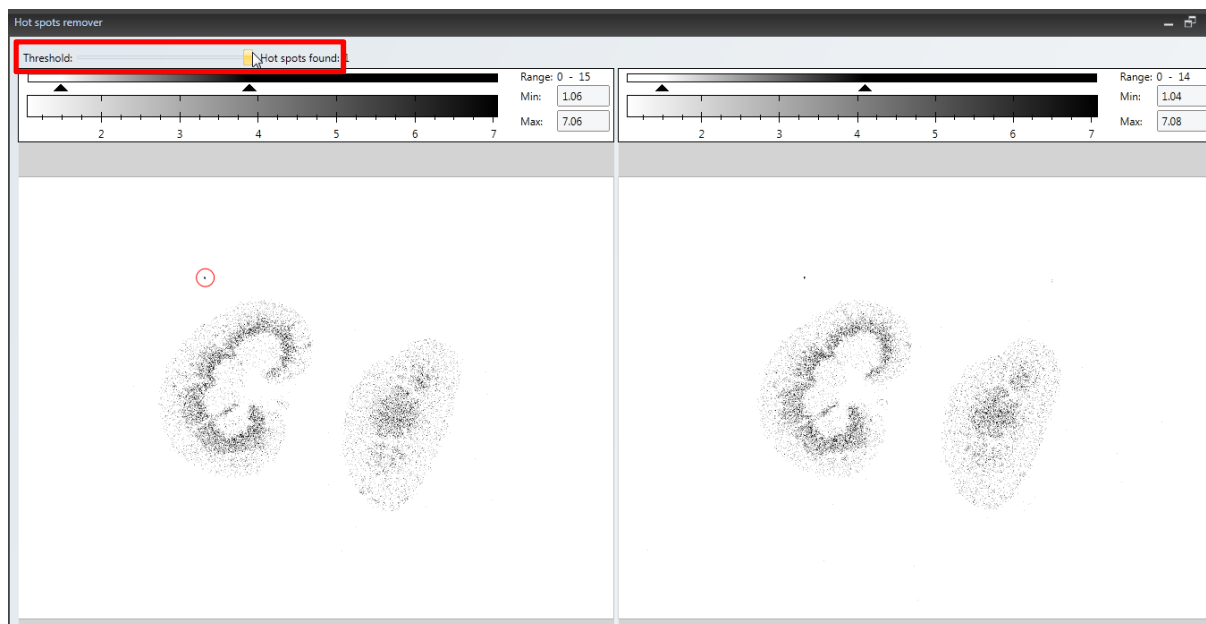 Hot spots remover
Threshold: Hot spots found: 1
Range: 0 - 15
Min: 1.06
Max: 7.06
2 3 4 5 6 7
Range: 0 - 14
Min: 1.04
Max: 7.08
2 3 4 5 6 7